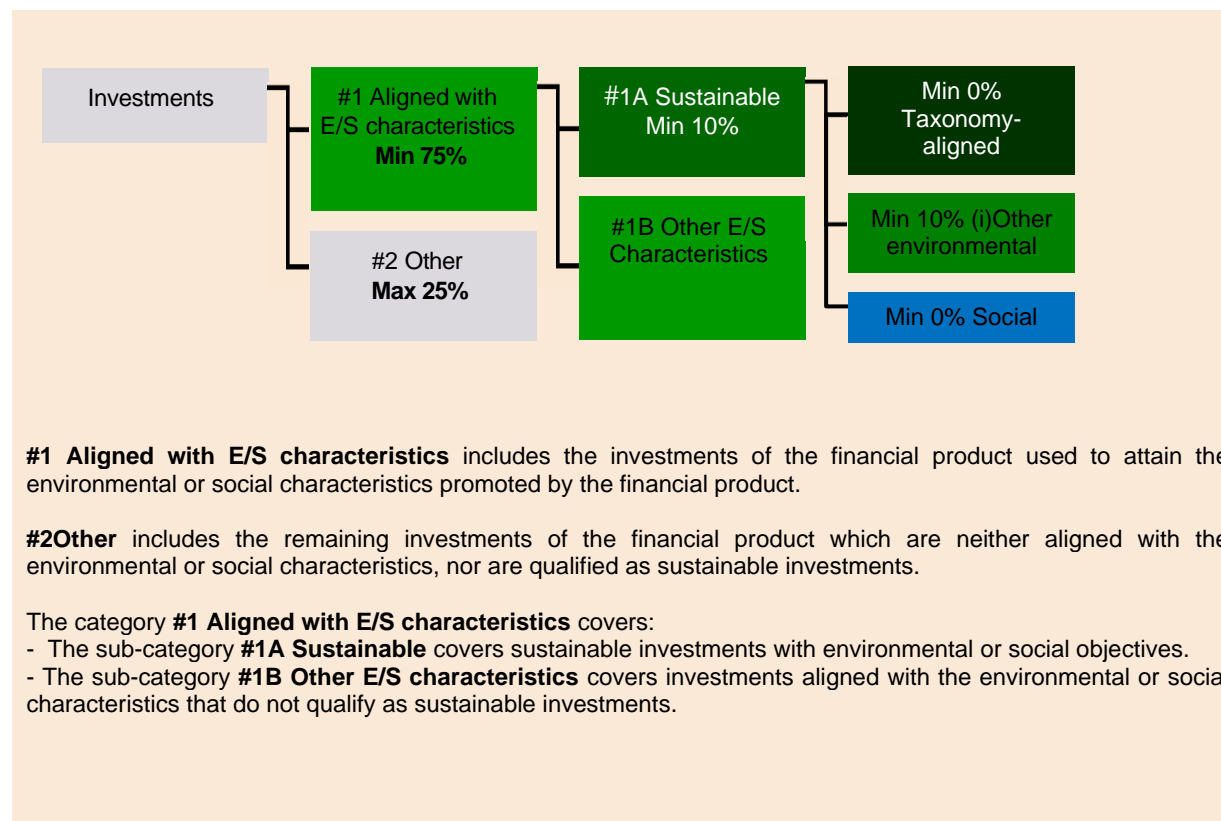 Investments
#1 Aligned with
E/S characteristics
Min 75%
#2 Other
Max 25%
#1A Sustainable
Min 10%
#1B Other E/S
Characteristics
Min 0%
Taxonomy-
aligned
Min 10% (i)Other
environmental
Min 0% Social
#1 Aligned with E/S characteristics includes the investments of the financial product used to attain the
environmental or social characteristics promoted by the financial product.
#2Other includes the remaining investments of the financial product which are neither aligned with the
environmental or social characteristics, nor are qualified as sustainable investments.
The category #1 Aligned with E/S characteristics covers:
- The sub-category #1A Sustainable covers sustainable investments with environmental or social objectives.
- The sub-category #1B Other E/S characteristics covers investments aligned with the environmental or social
characteristics that do not qualify as sustainable investments.